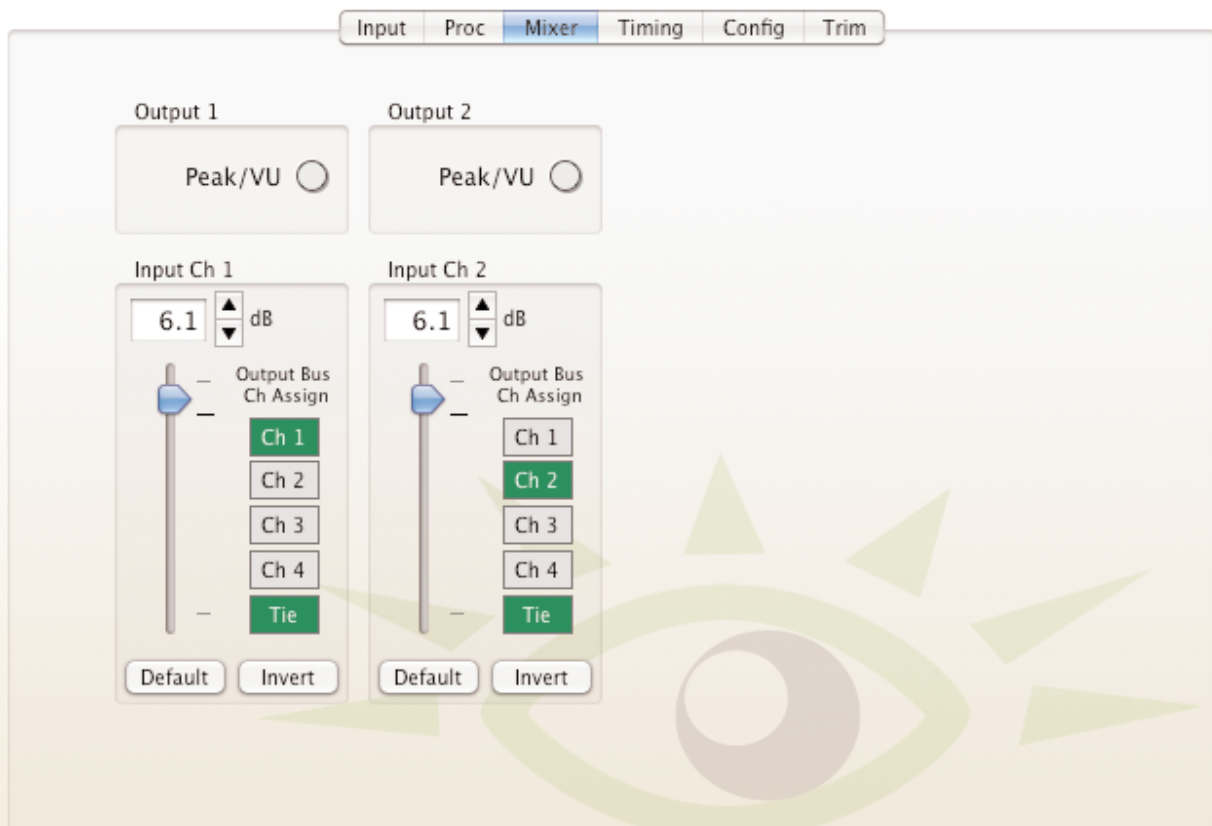 Input Proc Mixer Timing Config Trim
Output 1 Output 2
Peak/VU Peak/VU
Input Ch 1 Input Ch 2
6.1 dB 6.1 dB
Output Bus Output Bus
Ch Assign Ch Assign
Ch 1 Ch 1
Ch 2 Ch 2
Ch 3 Ch 3
Ch 4 Ch 4
Tie Tie
Default Invert Default Invert